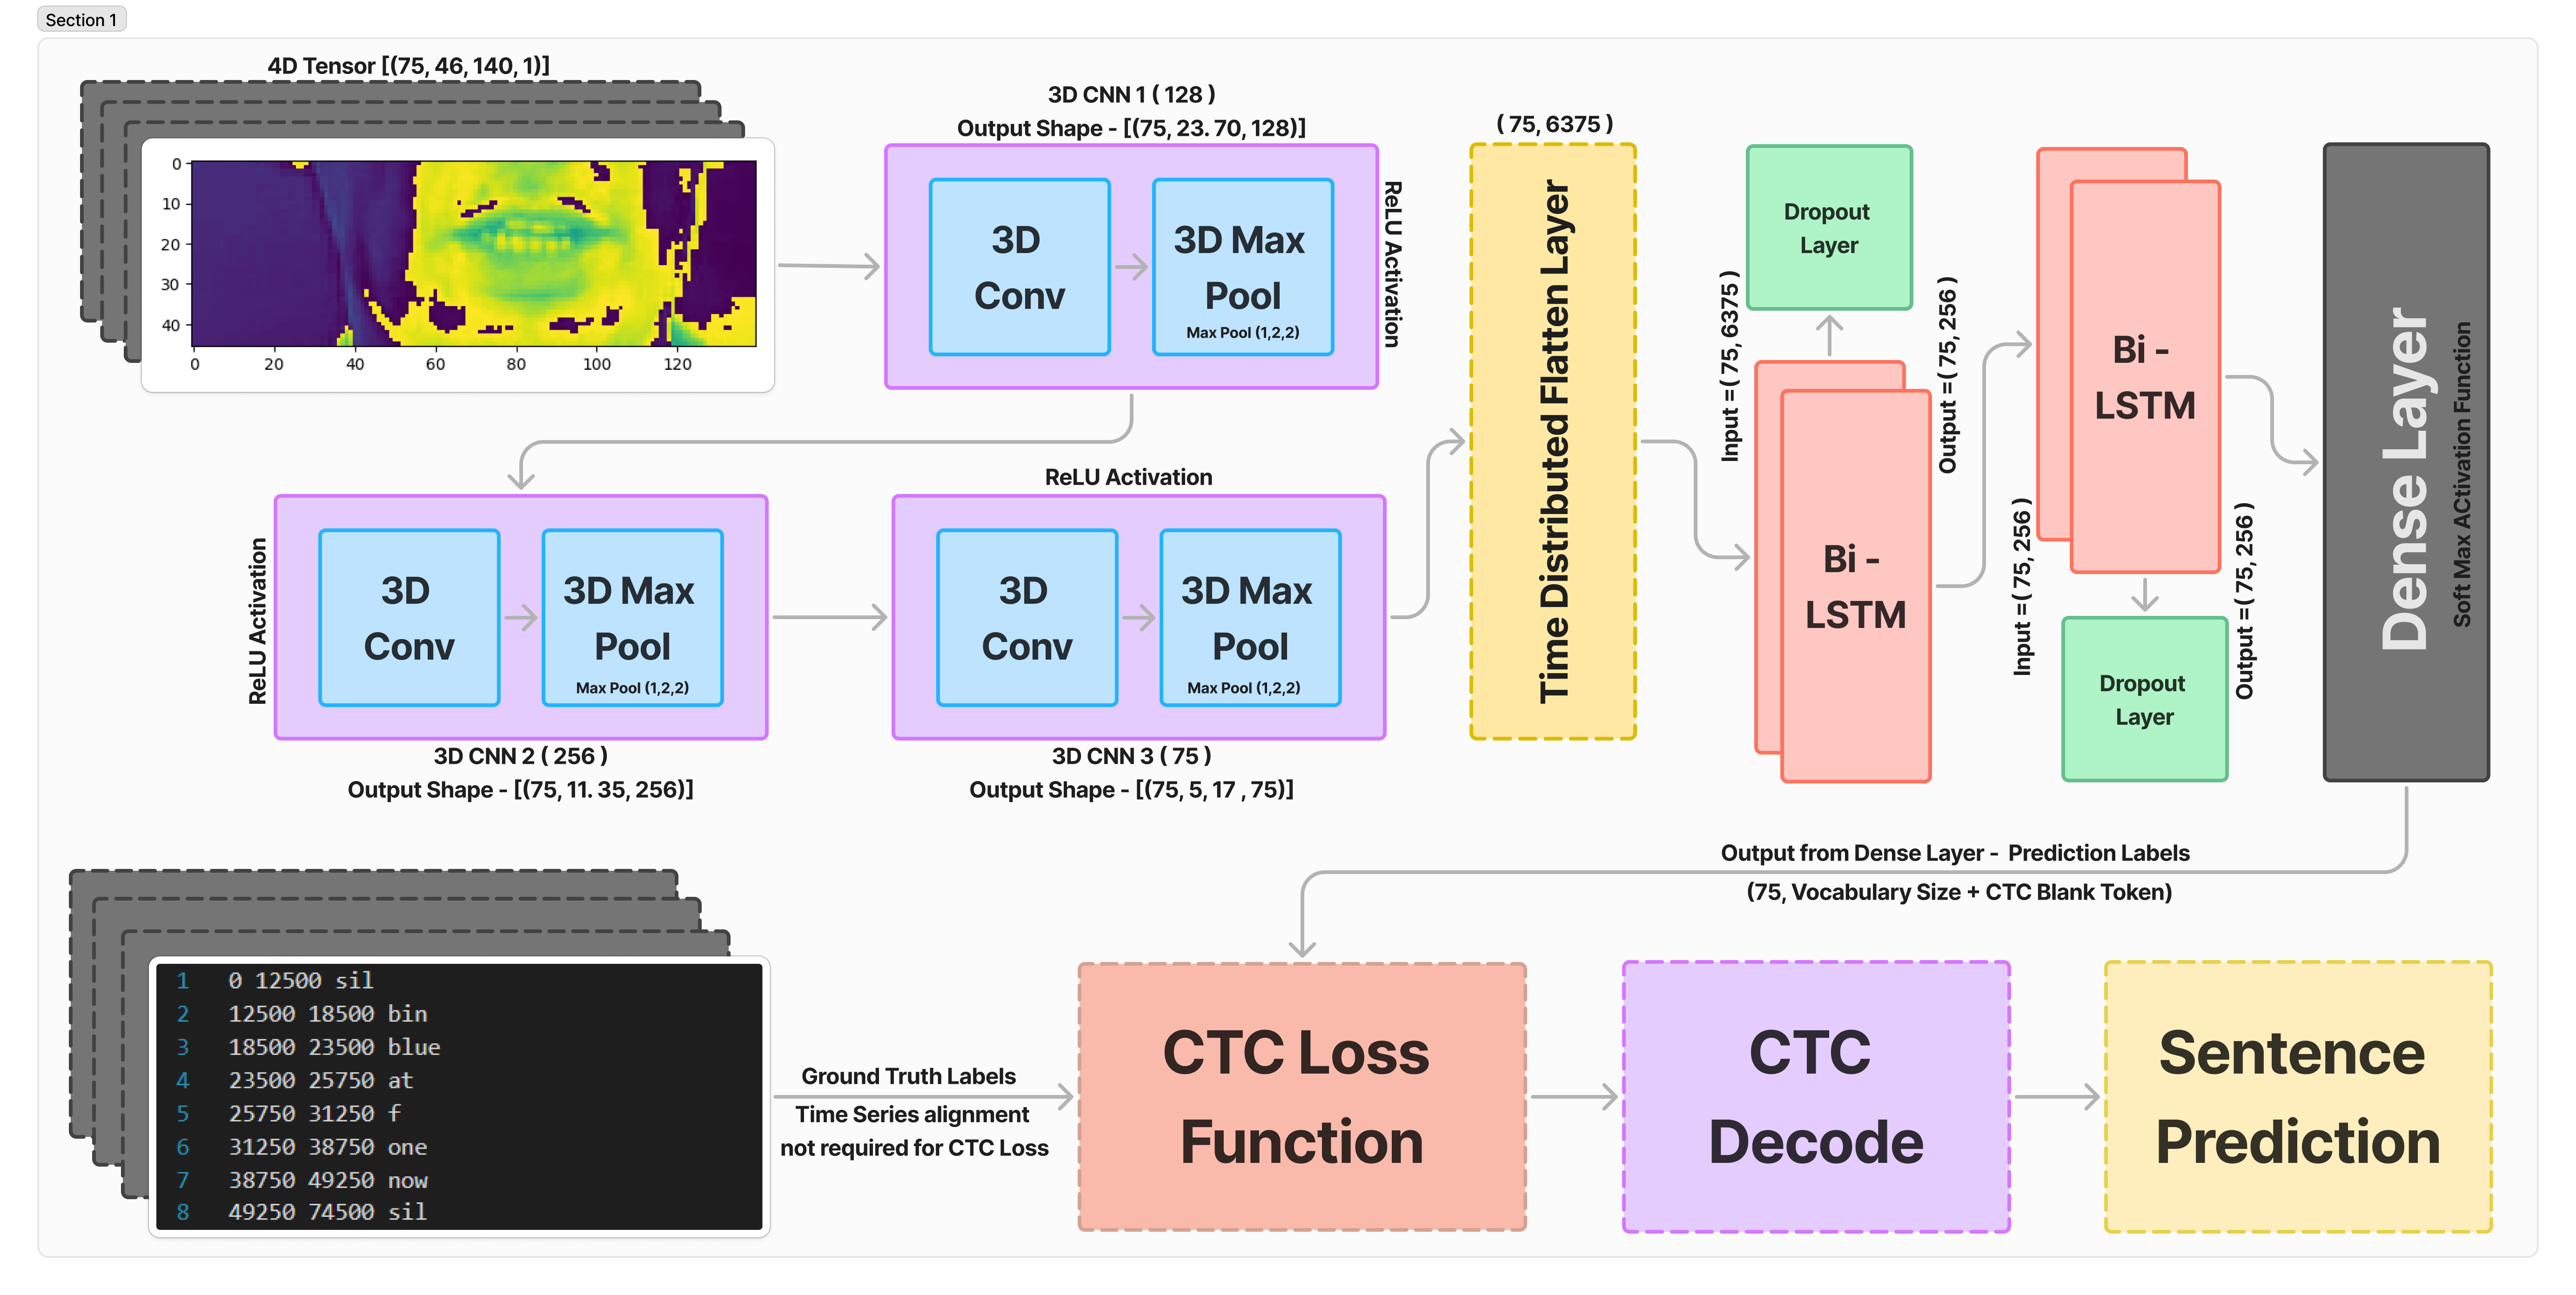 Section 1
4D Tensor [(75, 46, 140, 1)]
0
10
20
30
40
0
20
40
60
80
100
120
3D CNN 1 ( 128 )
Output Shape - [(75, 23. 70, 128)]
3D
Conv
3D Max
Pool
Max Pool (1,2,2)
ReLU Activation
ReLU Activation
3D
Conv
3D Max
Pool
Max Pool (1,2,2)
3D CNN 2 ( 256 )
Output Shape - [(75, 11. 35, 256)]
ReLU Activation
3D
Conv
3D Max
Pool
Max Pool (1,2,2)
3D CNN 3 ( 75 )
Output Shape - [(75, 5, 17 , 75)]
( 75, 6375 )
Time Distributed Flatten Layer
Dropout
Layer
Input =( 75, 6375 )
Output =( 75, 256 )
Bi -
LSTM
Bi -
LSTM
Input =( 75, 256 )
Output =( 75, 256 )
Dropout
Layer
Dense Layer
Soft Max ACtivation Function
Output from Dense Layer - Prediction Labels
(75, Vocabulary Size + CTC Blank Token)
1 0 12500 sil
2 12500 18500 bin
3 18500 23500 blue
4 23500 25750 at
5 25750 31250 f
6 31250 38750 one
7 38750 49250 now
8 49250 74500 sil
Ground Truth Labels
Time Series alignment
not required for CTC Loss
CTC Loss
Function
CTC
Decode
Sentence
Prediction